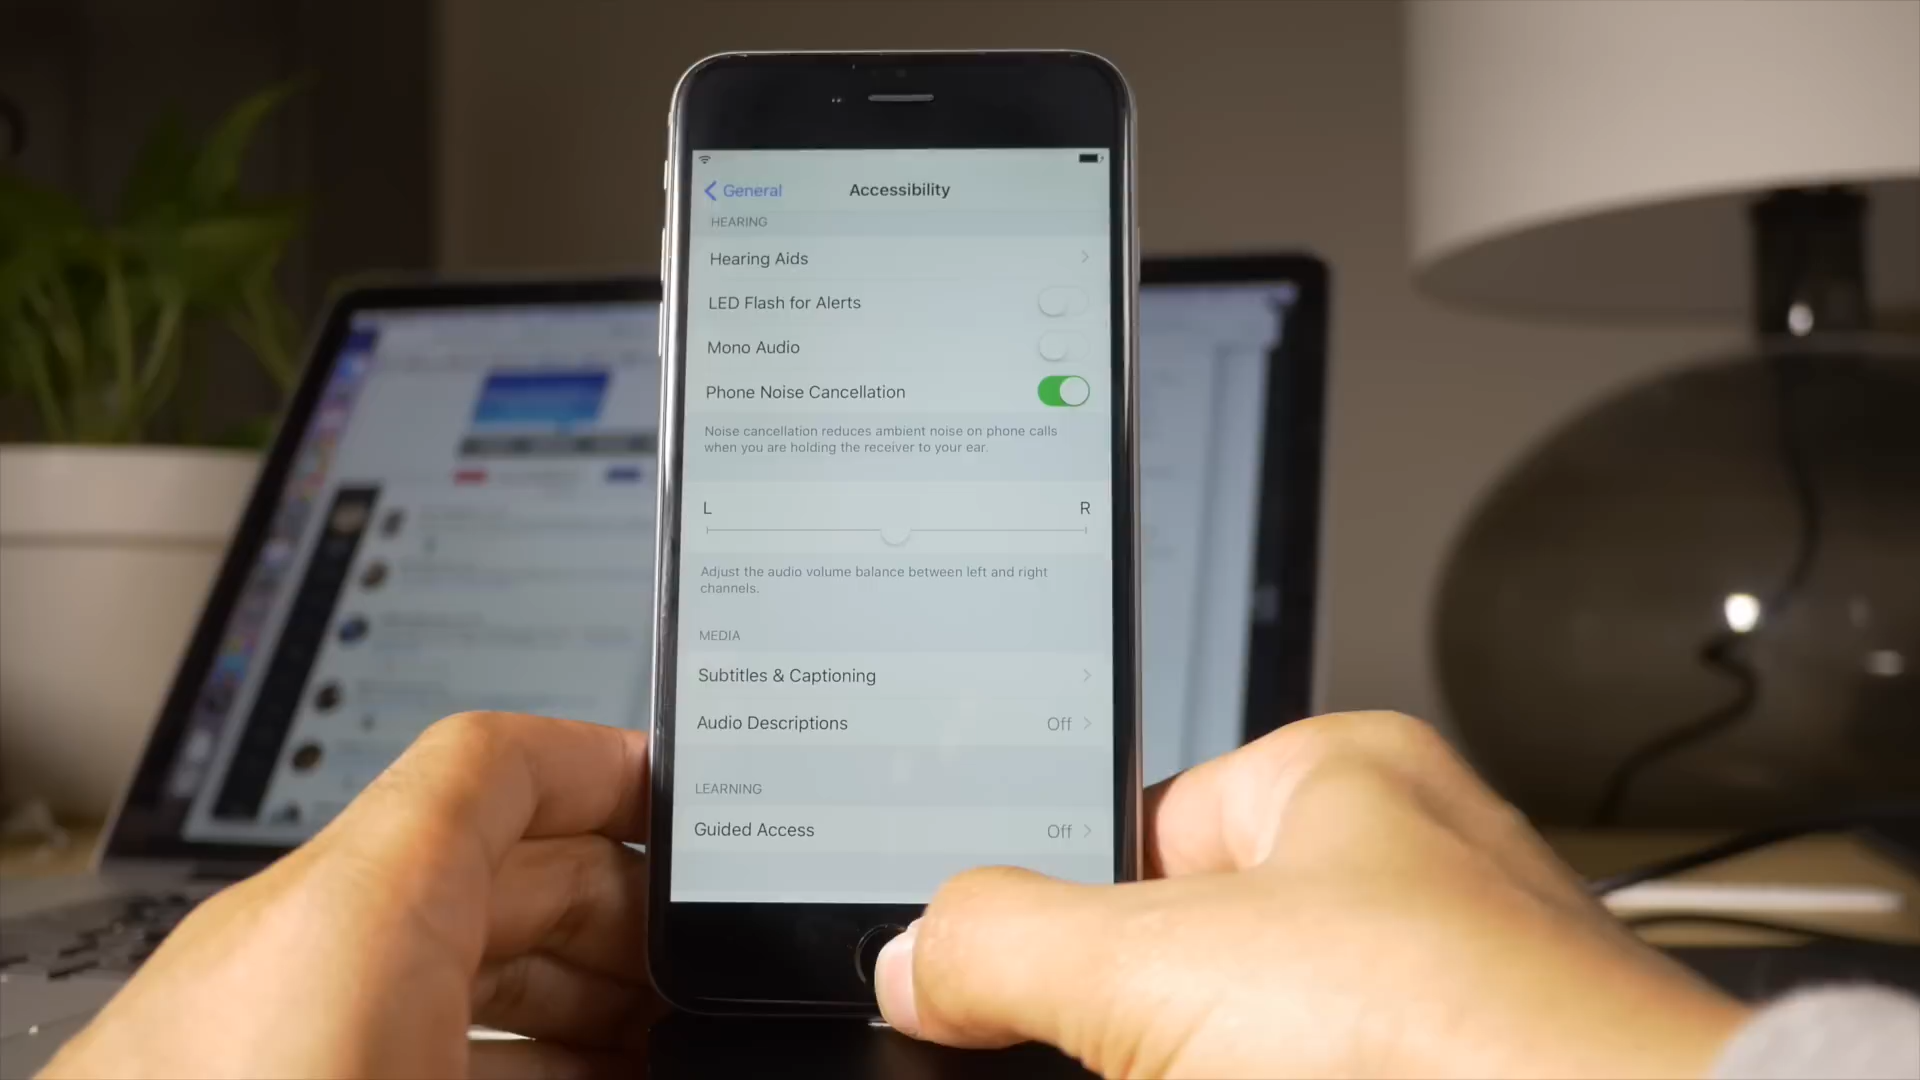 General
Accessibility
HEARING
Hearing Aids
LED Flash for Alerts
Mono Audio
Phone Noise Cancellation
Noise cancellation reduces ambient noise on phone calls
when you are holding the receiver to your ear.
L R
Adjust the audio volume balance between left and right
channels.
MEDIA
Subtitles & Captioning
Audio Descriptions Off
LEARNING
Guided Access Off